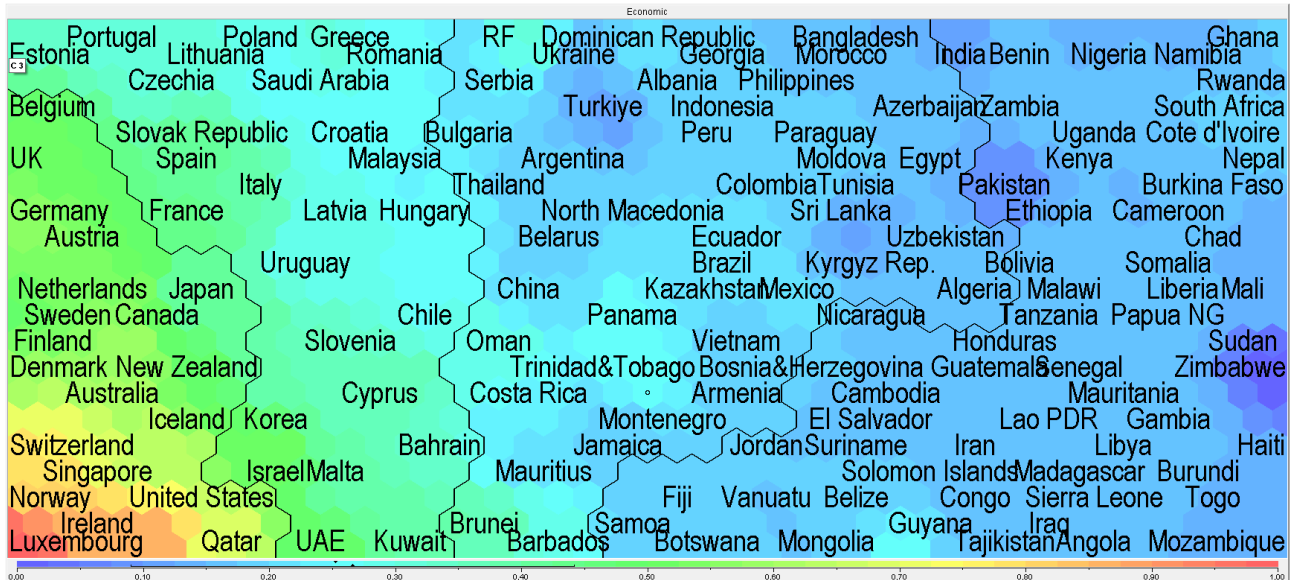 Economic
Portugal Poland Greece RF Dominican Republic Bangladesh Ghana
Estonia Lithuania Romania Ukraine Georgia Morocco India Benin Nigeria Namibia
C 3
Czechia Saudi Arabia Serbia Albania Philippines Rwanda
Belgium Turkiye Indonesia Azerbaijan Zambia South Africa
Slovak Republic Croatia Bulgaria Peru Paraguay Uganda Cote d'Ivoire
UK Spain Malaysia Argentina Moldova Egypt Kenya Nepal
Italy Thailand Colombia Tunisia Pakistan Burkina Faso
Germany France Latvia Hungary North Macedonia Sri Lanka Ethiopia Cameroon
Austria Belarus Ecuador Uzbekistan Chad
Uruguay Brazil Kyrgyz Rep. Bolivia Somalia
Netherlands Japan China Kazakhstan Mexico Algeria Malawi Liberia Mali
Sweden Canada Chile Panama Nicaragua Tanzania Papua NG
Finland Slovenia Oman Vietnam Honduras Sudan
Denmark New Zealand Trinidad&Tobago Bosnia&Herzegovina Guatemala Senegal Zimbabwe
Australia Cyprus Costa Rica Armenia Cambodia Mauritania
Iceland Korea Montenegro El Salvador Lao PDR Gambia
Switzerland Bahrain Jamaica Jordan Suriname Iran Libya Haiti
Singapore Israel Malta Mauritius Solomon Islands Madagascar Burundi
Norway United States Fiji Vanuatu Belize Congo Sierra Leone Togo
Ireland Brunei Samoa Guyana Iraq
Luxembourg Qatar UAE Kuwait Barbados Botswana Mongolia Tajikistan Angola Mozambique
0.00 0.10 0.20 0.30 0.40 0.50 0.60 0.70 0.80 0.90 1.00